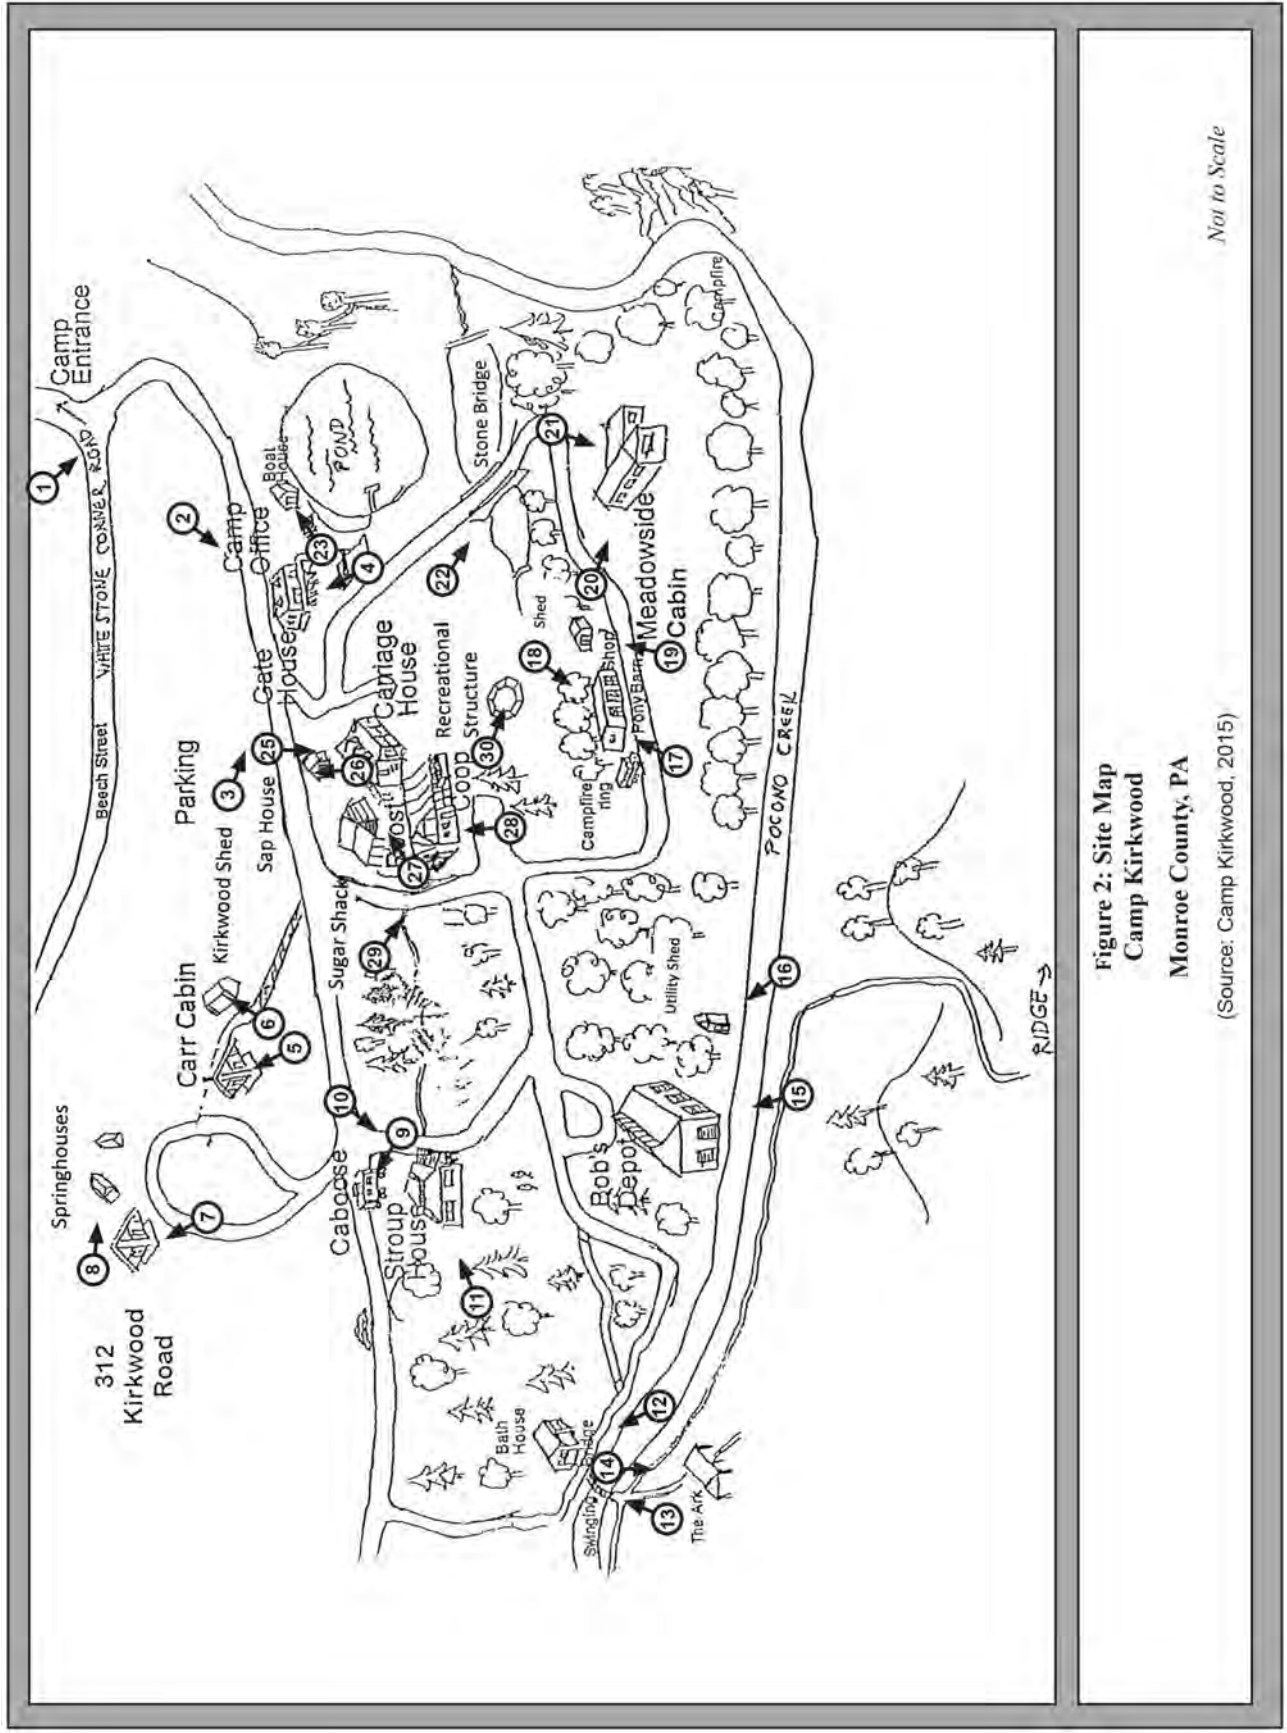 Camp
Entrance
1
Beech Street
WHITE STONE CORNER ROAD
2
Camp
Office
Boat
House
POND
23
4
Gate
House
Parking
3
25
Sap House
26
Carriage
House
22
Stone Bridge
21
Recreational
Structure
30
Coop
28
27
Kirkwood Shed
Sugar Shack
29
Carr Cabin
6
5
Springhouses
8
7
312
Kirkwood
Road
10
9
Caboose
Stroup
House
11
Shed
20
Meadowside
Cabin
18
Shop
Pony Barn
19
17
Campfire
ring
Campfire
POCONO CREEK
Utility Shed
16
15
Bob's
Depot
Bath
House
12
14
Swinging
Bridge
13
The Ark
RIDGE
Figure 2: Site Map
Camp Kirkwood
Monroe County, PA
(Source: Camp Kirkwood, 2015)
Not to Scale